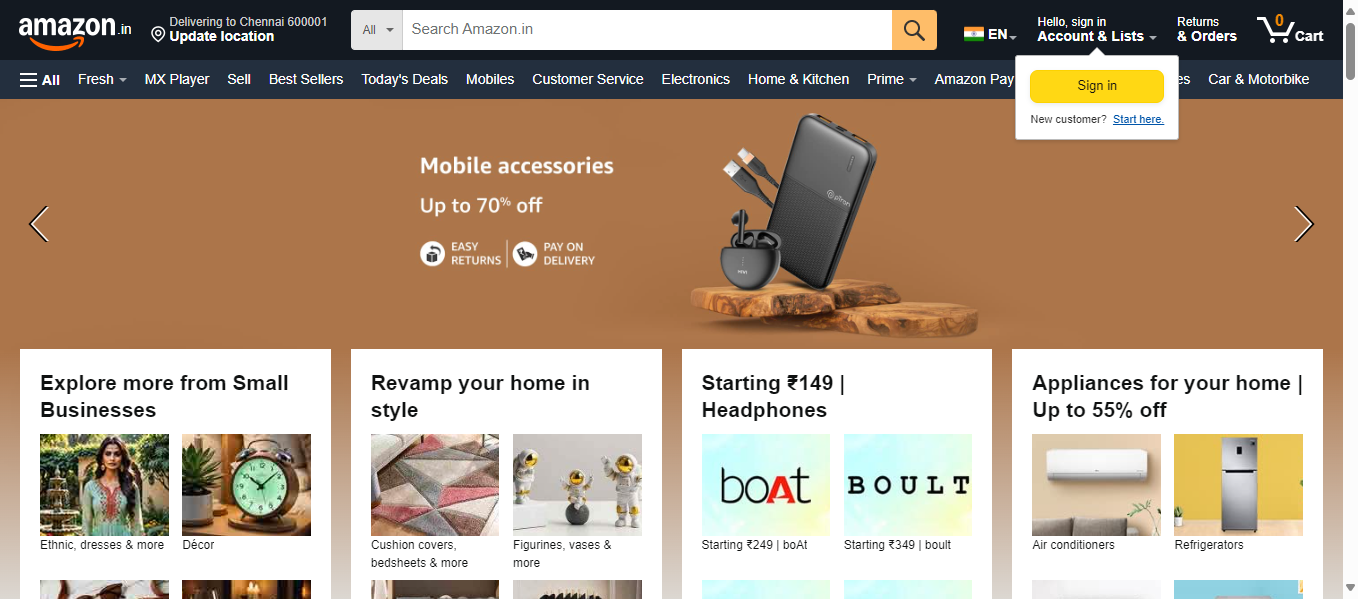 amazon.in
Delivering to Chennai 600001
Update location
All
Search Amazon.in
EN
Hello, sign in
Account & Lists
Returns
& Orders
0
Cart
All
Fresh
MX Player
Sell
Best Sellers
Today's Deals
Mobiles
Customer Service
Electronics
Home & Kitchen
Prime
Amazon Pay
Car & Motorbike
Sign in
New customer? Start here.
Mobile accessories
Up to 70% off
EASY
RETURNS
PAY ON
DELIVERY
pTron
MIVI
Explore more from Small
Businesses
Ethnic, dresses & more
Décor
Revamp your home in
style
Cushion covers,
bedsheets & more
Figurines, vases &
more
Starting ₹149 |
Headphones
boAt
BOULT
Starting ₹249 | boAt
Starting ₹349 | boult
Appliances for your home |
Up to 55% off
Air conditioners
Refrigerators